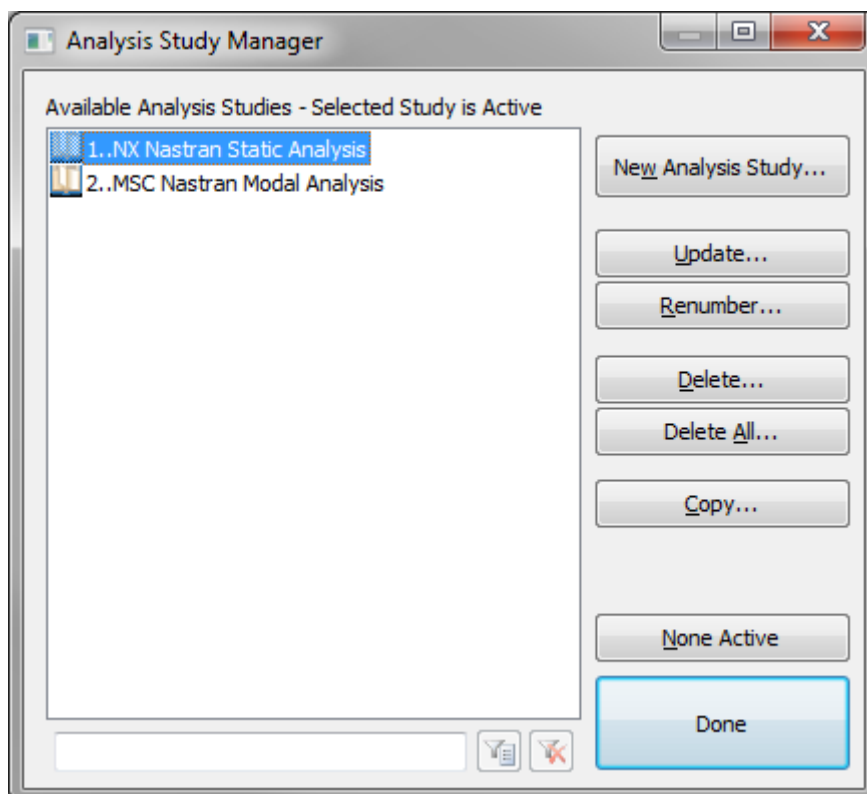 Analysis Study Manager
Available Analysis Studies - Selected Study is Active
1..NX Nastran Static Analysis
2..MSC Nastran Modal Analysis
New Analysis Study...
Update...
Renumber...
Delete...
Delete All...
Copy...
None Active
Done